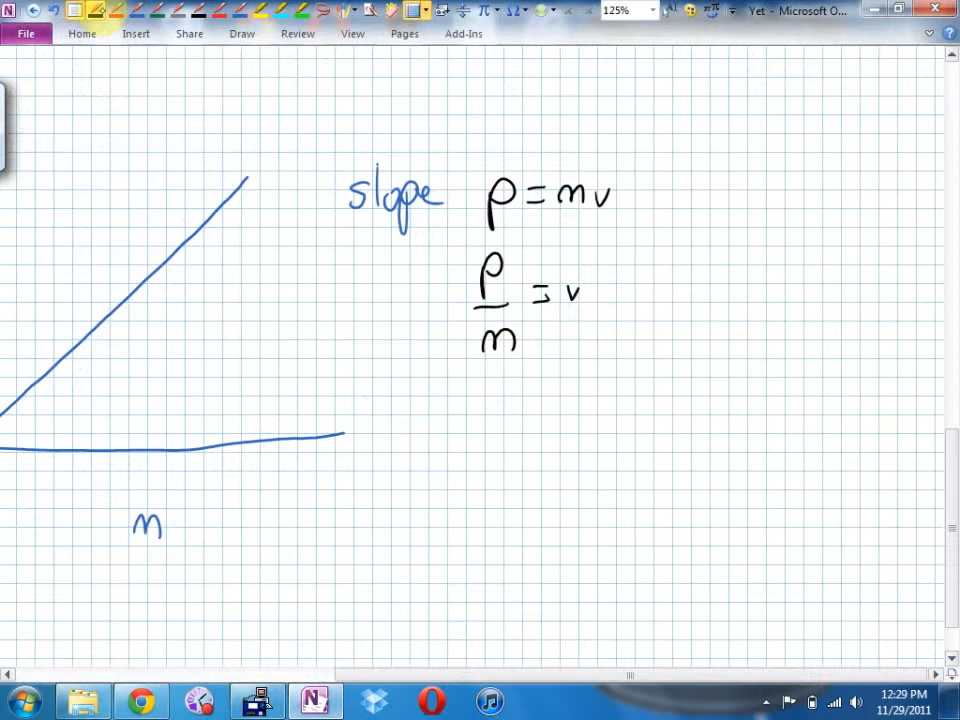 125%
Yet - Microsoft O...
File Home Insert Share Draw Review View Pages Add-Ins
slope p = mv
p
= v
m
m
12:29 PM
11/29/2011